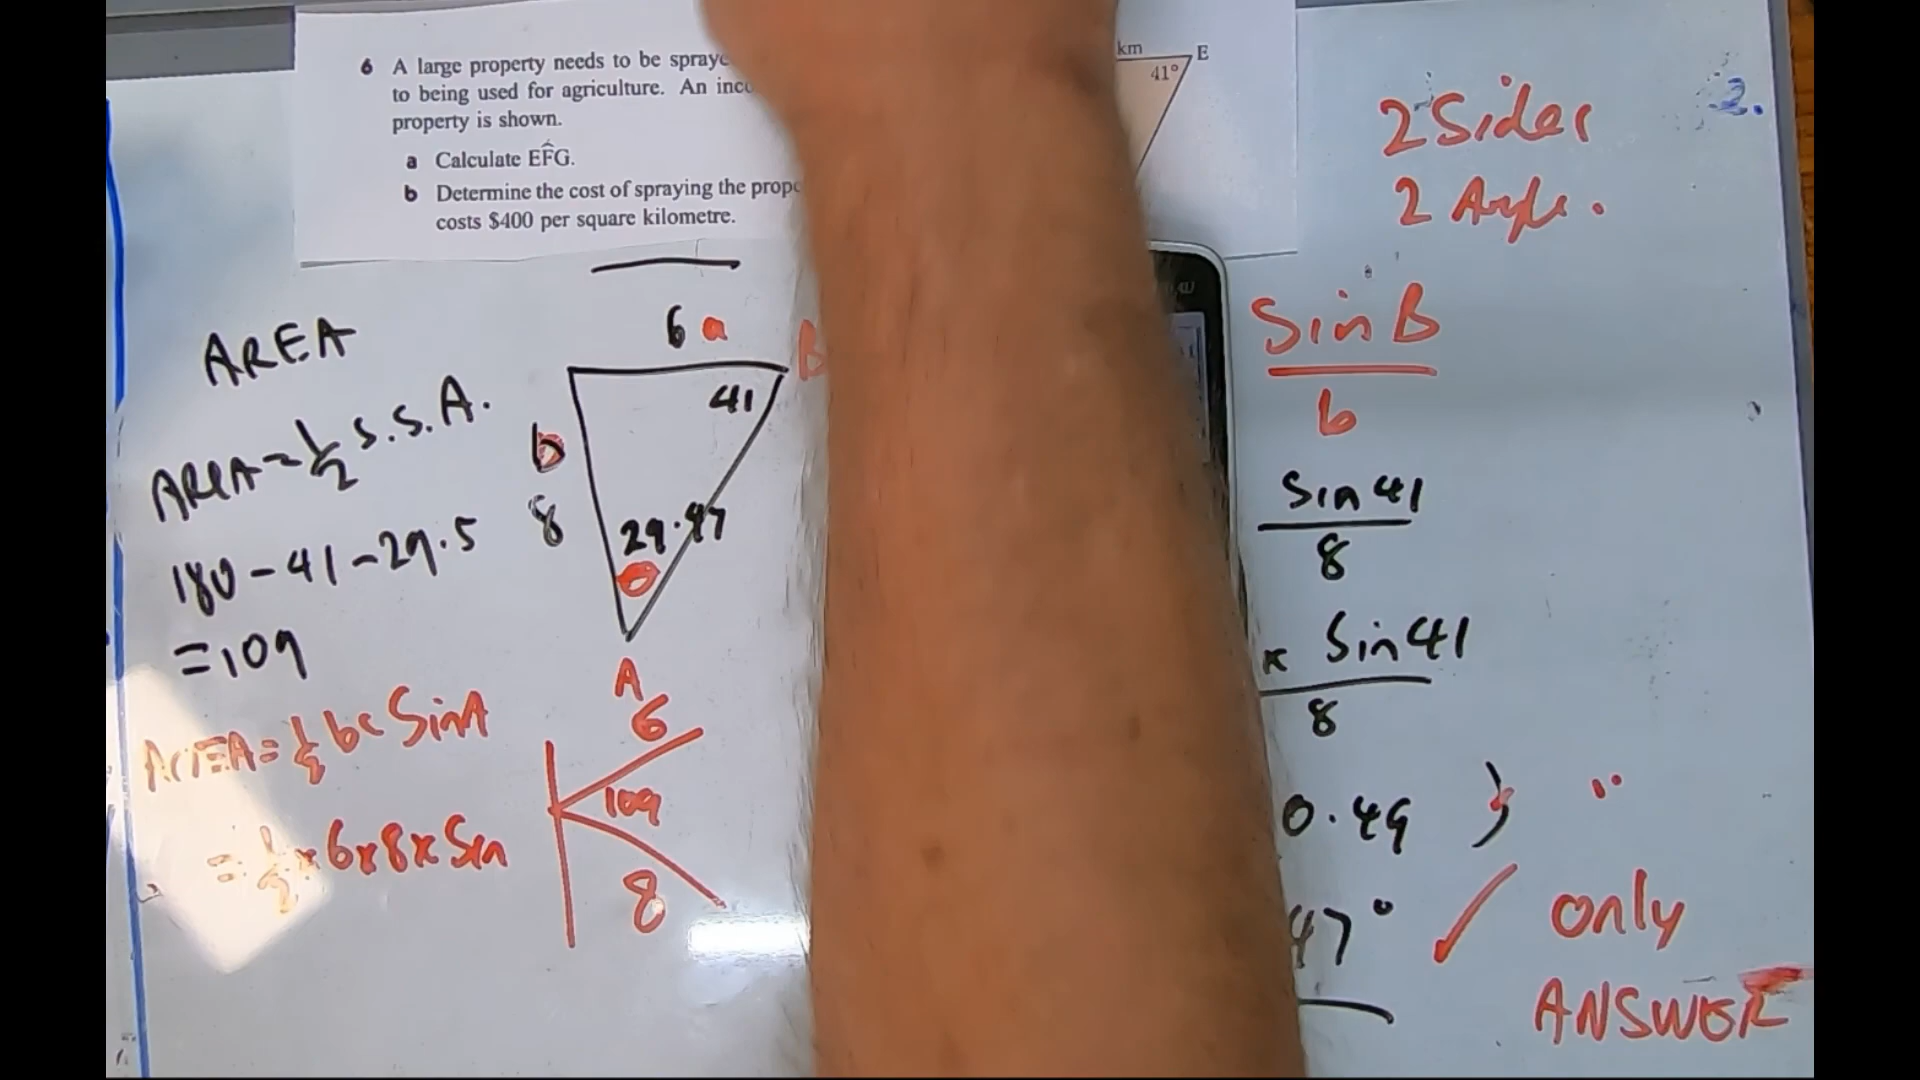 6 A large property needs to be spraye
to being used for agriculture. An inco
property is shown.
a Calculate EF̂G.
b Determine the cost of spraying the prope
costs $400 per square kilometre.
km
E
41°
2 Sides
2 Angle.
2.
AREA
AREA = 1/2 S.S.A.
180 - 41 - 29.5
= 109
AREA = 1/2 bc SinA
= 1/2 x 6 x 8 x Sin
6 a
B
41
b
8
29.47
A
6
109
8
Sin B
b
Sin 41
8
x Sin 41
8
0.49
47°
only
ANSWER